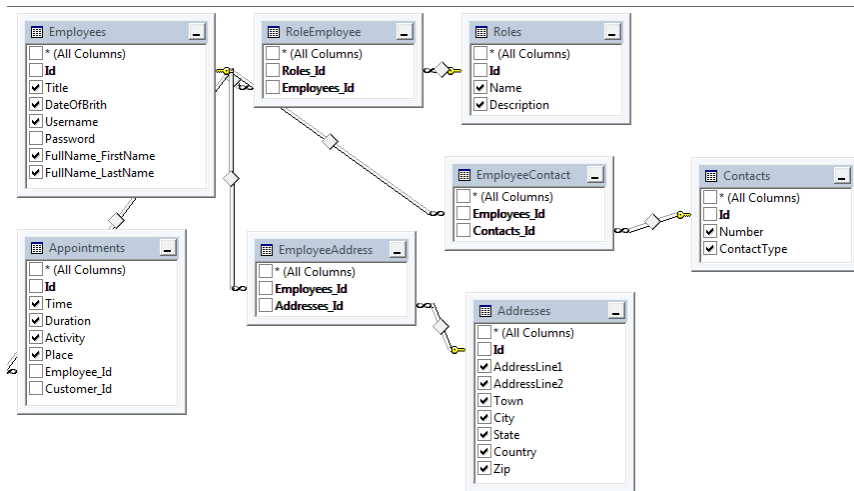 Employees
* (All Columns)
Id
Title
DateOfBrith
Username
Password
FullName_FirstName
FullName_LastName
RoleEmployee
* (All Columns)
Roles_Id
Employees_Id
Roles
* (All Columns)
Id
Name
Description
EmployeeContact
* (All Columns)
Employees_Id
Contacts_Id
Contacts
* (All Columns)
Id
Number
ContactType
Appointments
* (All Columns)
Id
Time
Duration
Activity
Place
Employee_Id
Customer_Id
EmployeeAddress
* (All Columns)
Employees_Id
Addresses_Id
Addresses
* (All Columns)
Id
AddressLine1
AddressLine2
Town
City
State
Country
Zip